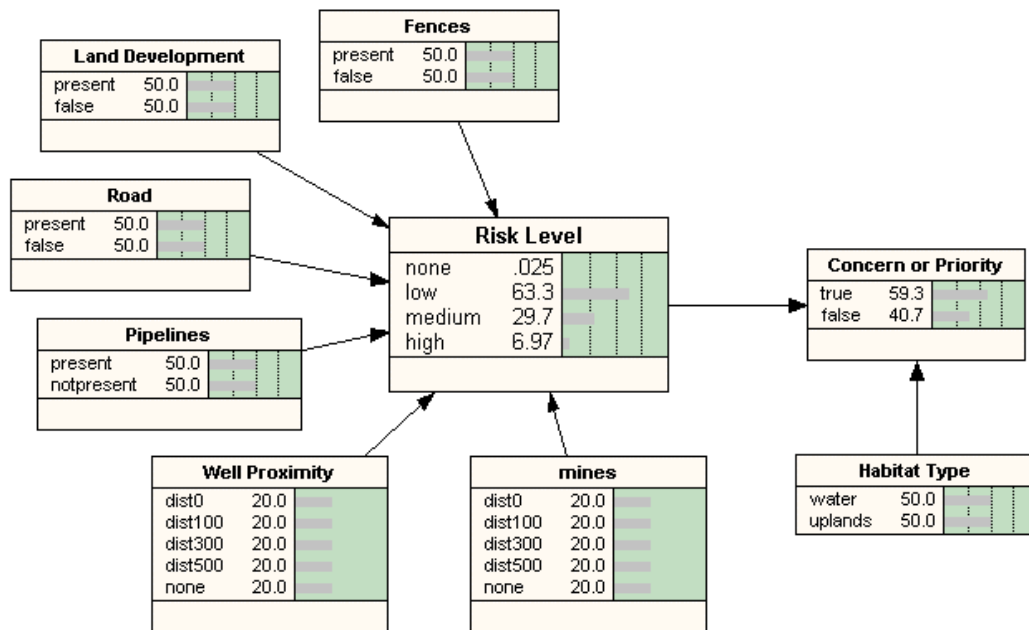 Fences
present 50.0
false 50.0
Land Development
present 50.0
false 50.0
Road
present 50.0
false 50.0
Risk Level
none .025
low 63.3
medium 29.7
high 6.97
Concern or Priority
true 59.3
false 40.7
Pipelines
present 50.0
notpresent 50.0
Well Proximity
dist0 20.0
dist100 20.0
dist300 20.0
dist500 20.0
none 20.0
mines
dist0 20.0
dist100 20.0
dist300 20.0
dist500 20.0
none 20.0
Habitat Type
water 50.0
uplands 50.0